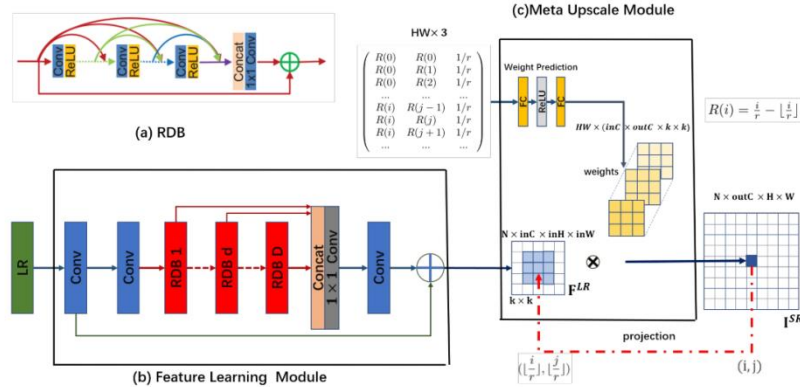 (c)Meta Upscale Module
HW× 3
R(0) R(0) 1/r
R(0) R(1) 1/r
R(0) R(2) 1/r
... ... ...
R(i) R(j − 1) 1/r
R(i) R(j) 1/r
R(i) R(j + 1) 1/r
... ... ...
Conv
ReLU
Conv
ReLU
Conv
ReLU
Concat
1x1 Conv
(a) RDB
Weight Prediction
FC
ReLU
FC
HW × (inC × outC × k × k)
weights
R(i) = i/r − ⌊i/r⌋
LR
Conv
Conv
RDB 1
RDB d
RDB D
Concat
1 × 1 Conv
Conv
N × inC × inH × inW
k × k
F^LR
⊗
N × outC × H × W
I^SR
projection
(⌊i/r⌋, ⌊j/r⌋)
(i, j)
(b) Feature Learning Module